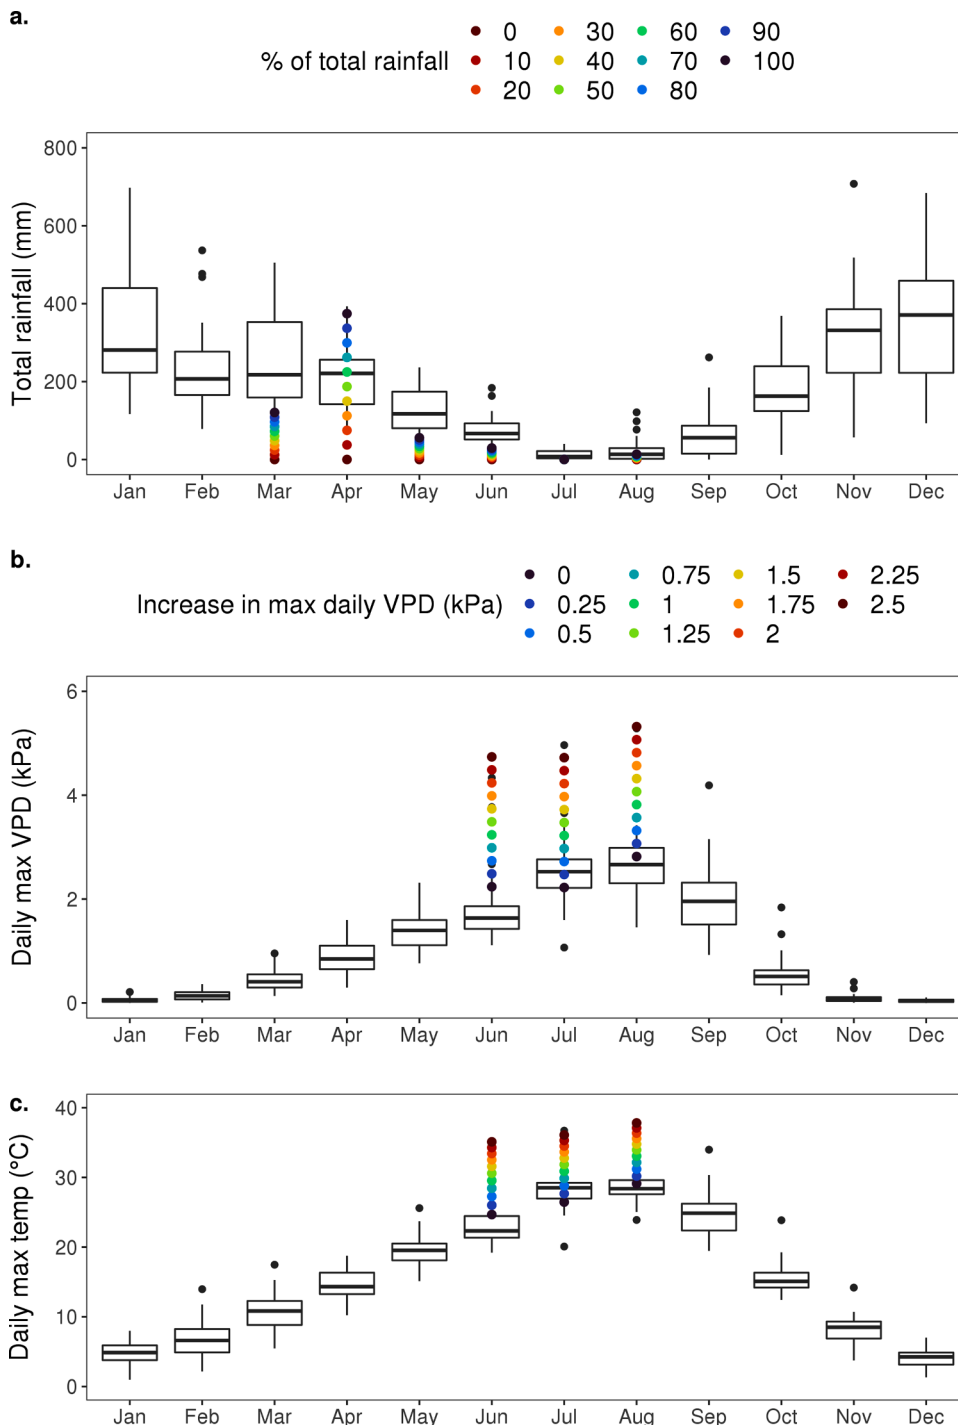 a.
% of total rainfall
0 30 60 90
10 40 70 100
20 50 80
Total rainfall (mm)
800
600
400
200
0
Jan Feb Mar Apr May Jun Jul Aug Sep Oct Nov Dec
b.
Increase in max daily VPD (kPa)
0 0.75 1.5 2.25
0.25 1 1.75 2.5
0.5 1.25 2
Daily max VPD (kPa)
6
4
2
0
Jan Feb Mar Apr May Jun Jul Aug Sep Oct Nov Dec
c.
Daily max temp (°C)
40
30
20
10
0
Jan Feb Mar Apr May Jun Jul Aug Sep Oct Nov Dec